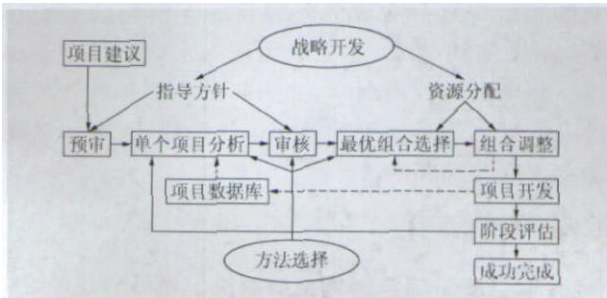 战略开发
项目建议
指导方针
资源分配
预审
单个项目分析
审核
最优组合选择
组合调整
项目数据库
项目开发
阶段评估
方法选择
成功完成